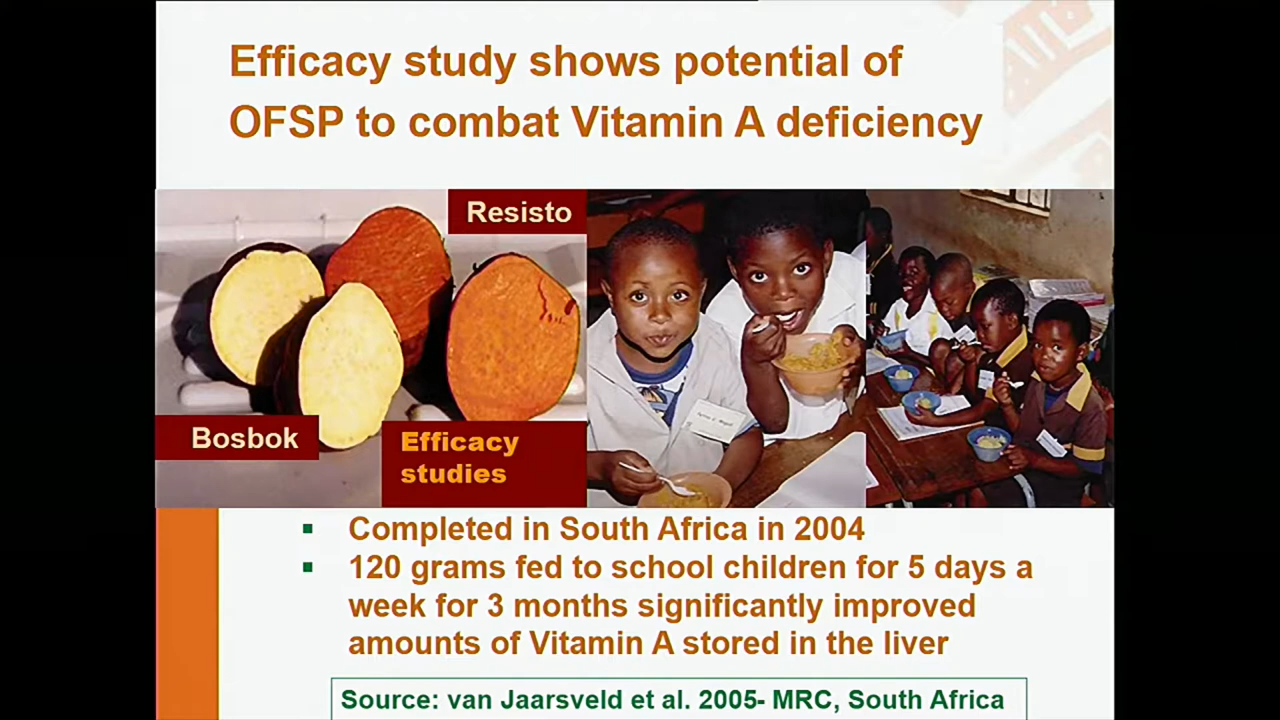 Efficacy study shows potential of
OFSP to combat Vitamin A deficiency
Resisto
Bosbok
Efficacy
studies
▪ Completed in South Africa in 2004
▪ 120 grams fed to school children for 5 days a
week for 3 months significantly improved
amounts of Vitamin A stored in the liver
Source: van Jaarsveld et al. 2005- MRC, South Africa